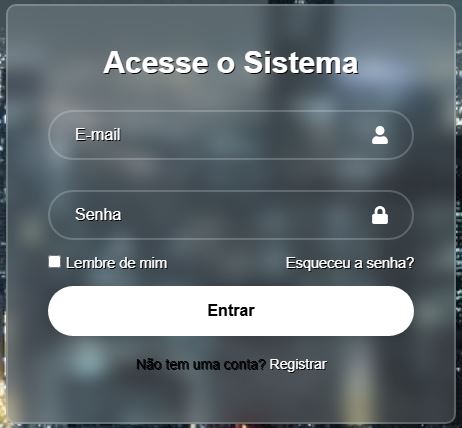 Acesse o Sistema
E-mail
Senha
Lembre de mim Esqueceu a senha?
Entrar
Não tem uma conta? Registrar